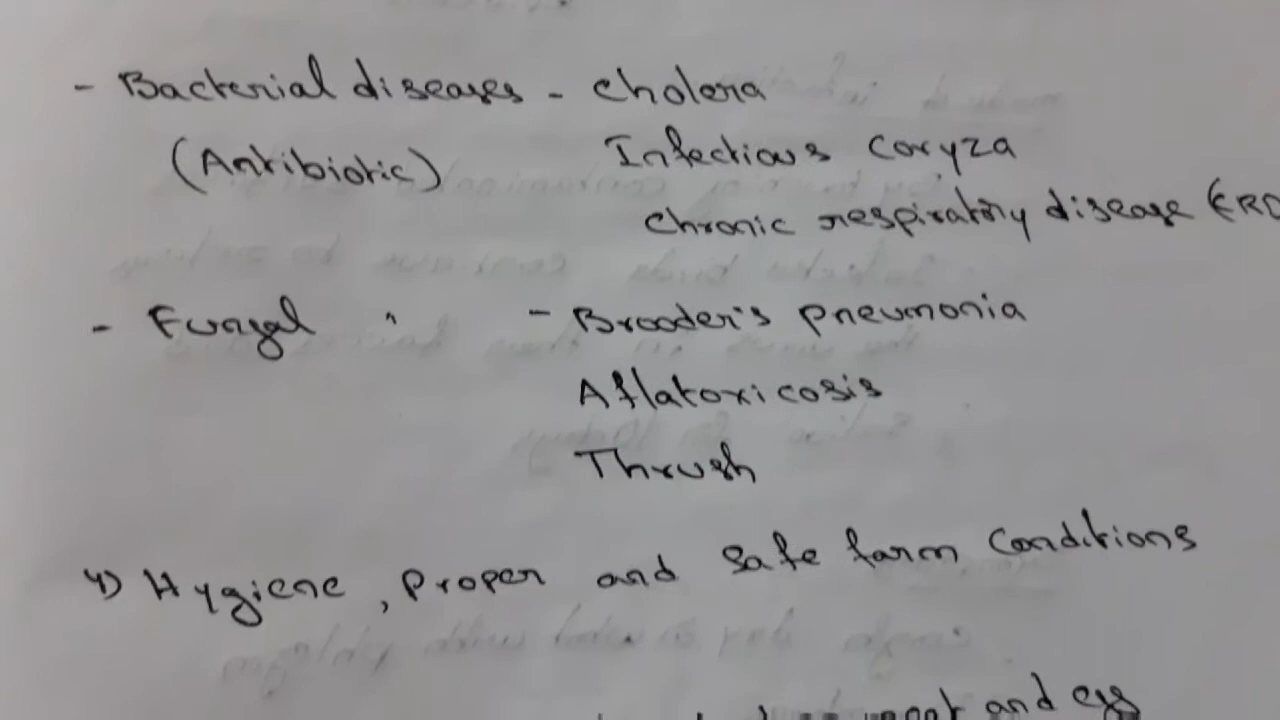 - Bacterial diseases - cholera
(Antibiotic) Infectious coryza
chronic respiratory disease (CRD
- Fungal " - Brooder's pneumonia
Aflatoxicosis
Thrush
4) Hygiene, Proper and safe farm conditions
and egg